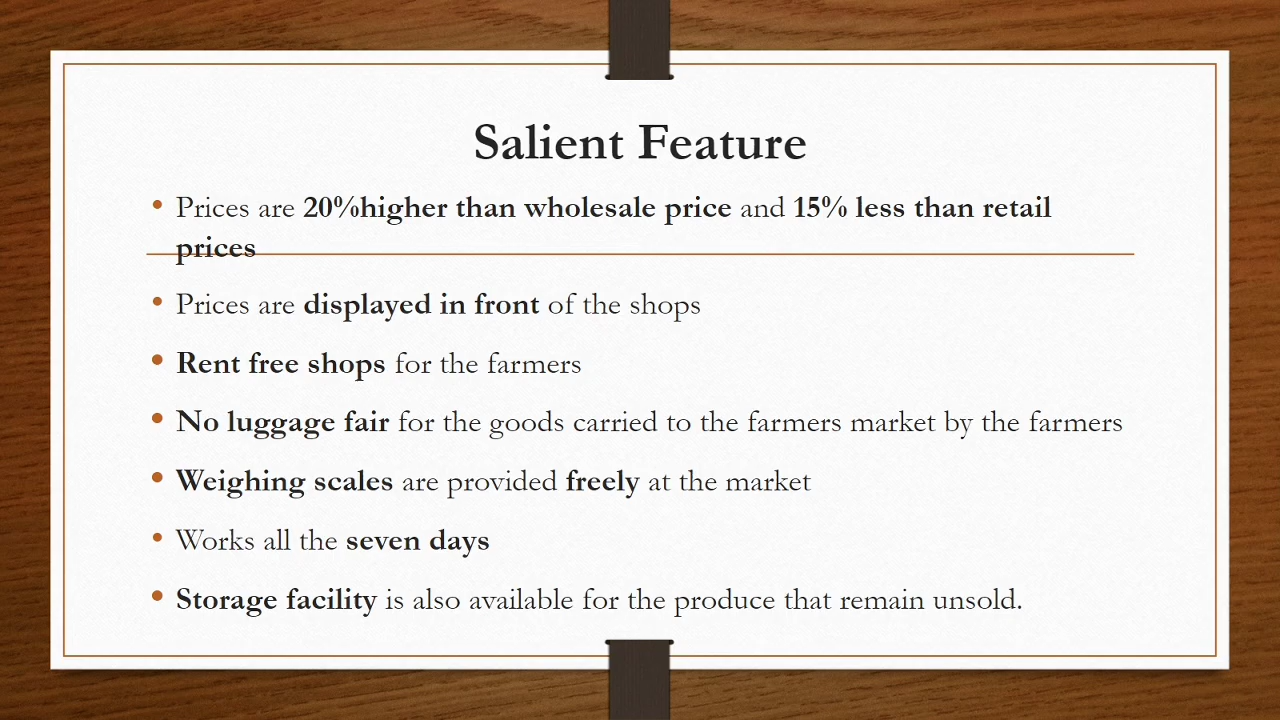 Salient Feature
• Prices are 20%higher than wholesale price and 15% less than retail
prices
• Prices are displayed in front of the shops
• Rent free shops for the farmers
• No luggage fair for the goods carried to the farmers market by the farmers
• Weighing scales are provided freely at the market
• Works all the seven days
• Storage facility is also available for the produce that remain unsold.